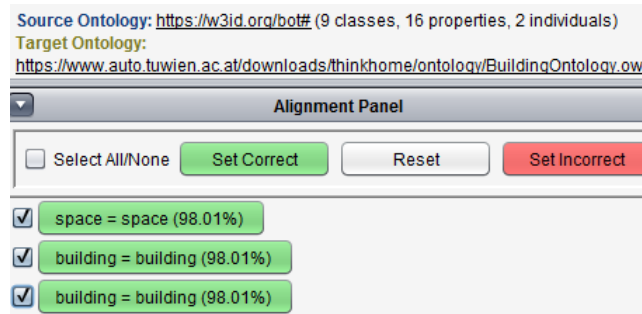 Source Ontology: https://w3id.org/bot# (9 classes, 16 properties, 2 individuals)
Target Ontology:
https://www.auto.tuwien.ac.at/downloads/thinkhome/ontology/BuildingOntology.ow
Alignment Panel
Select All/None Set Correct Reset Set Incorrect
space = space (98.01%)
building = building (98.01%)
building = building (98.01%)